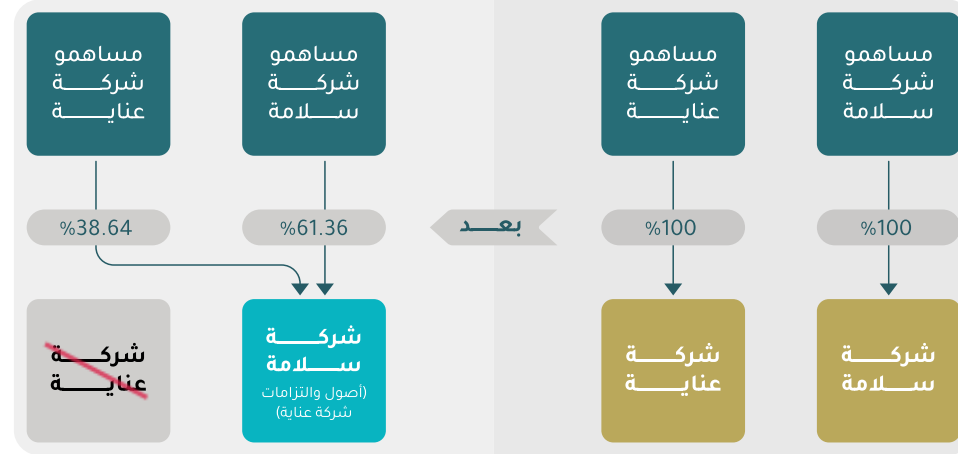 مساهمو
شركة
سلامة
مساهمو
شركة
عناية
مساهمو
شركة
سلامة
مساهمو
شركة
عناية
%100
%100
بعد
%61.36
%38.64
شركة
سلامة
شركة
عناية
شركة
سلامة
(أصول والتزامات
شركة عناية)
شركة
عناية